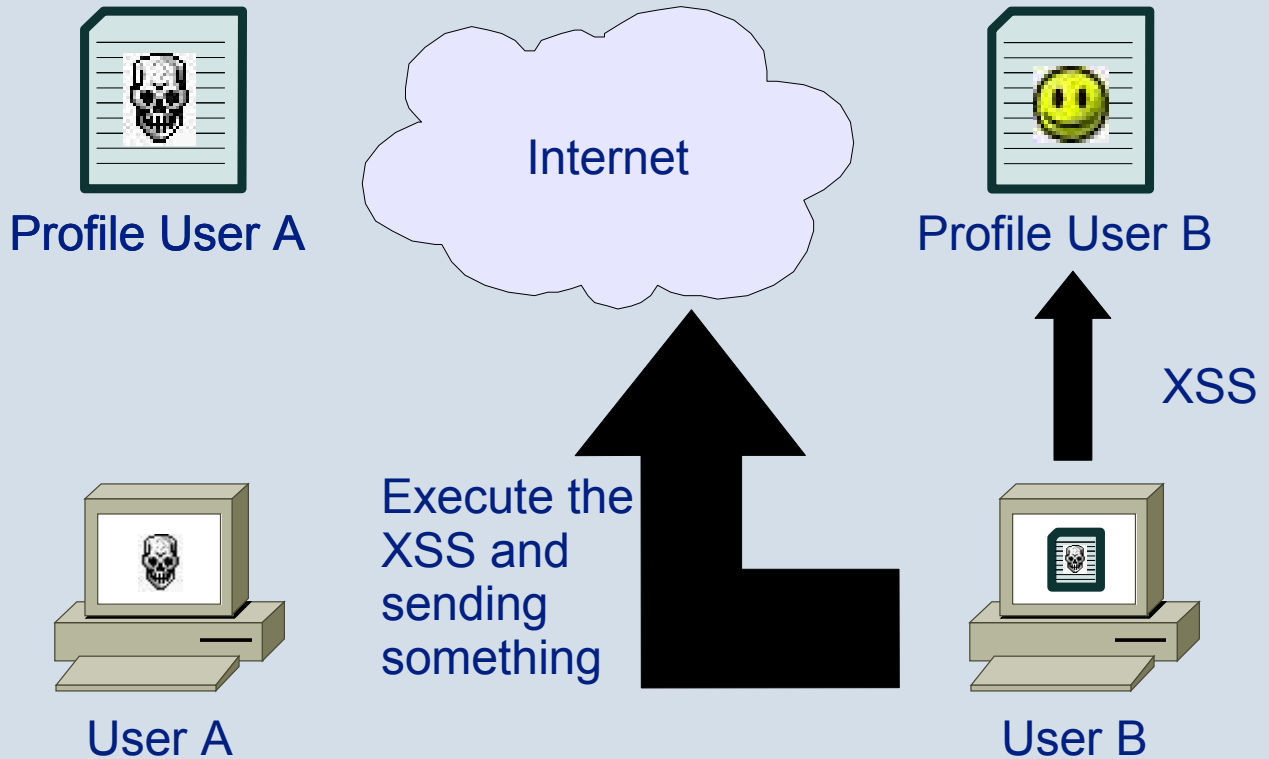 Profile User A
Internet
Profile User B
XSS
Execute the
XSS and
sending
something
User A
User B